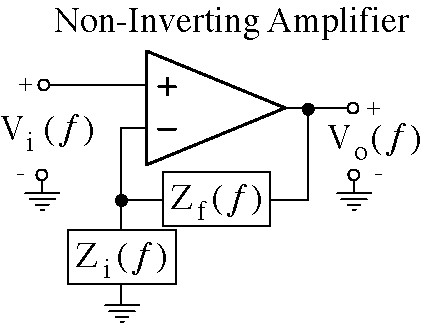 Non-Inverting Amplifier
+ + +
V_i (f) − V_o(f)
- -
Z_f(f)
Z_i(f)